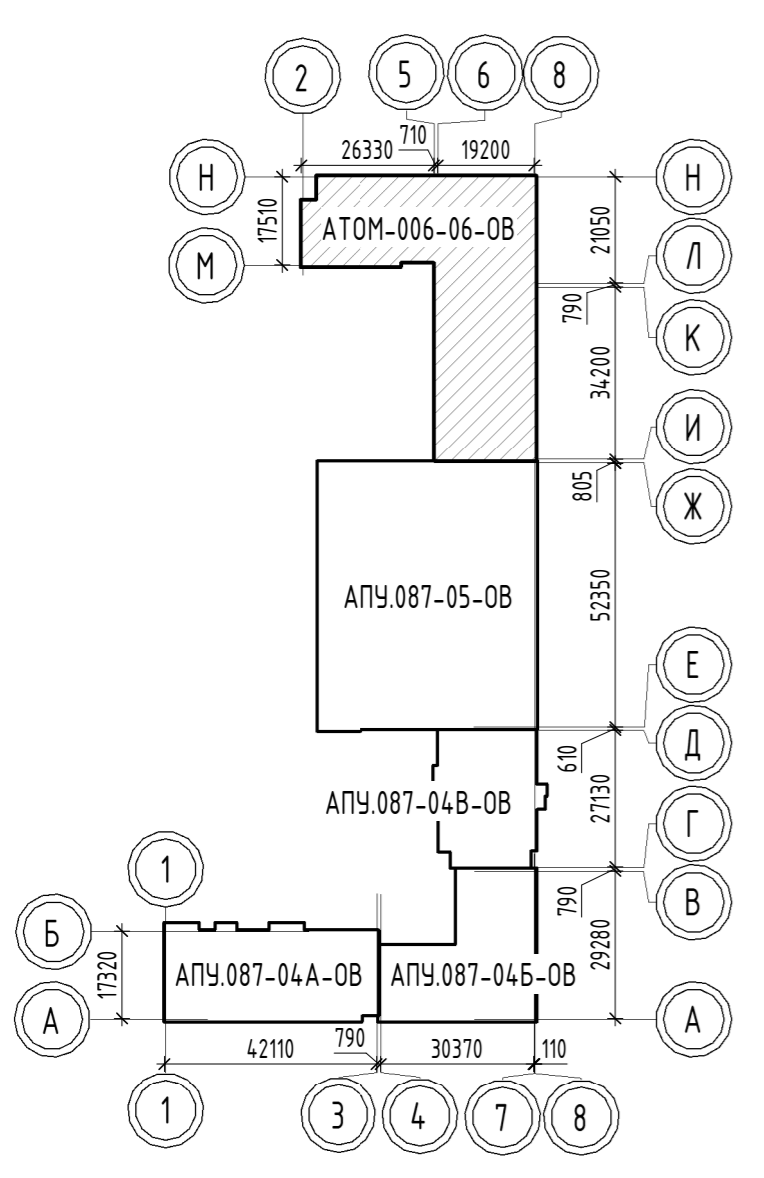 2
5
6
8
710
26330
19200
Н
Н
17510
АТОМ-006-06-ОВ
21050
М
Л
790
К
34200
И
805
Ж
АПУ.087-05-ОВ
52350
Е
610
Д
АПУ.087-04В-ОВ
27130
Г
1
790
В
Б
17320
АПУ.087-04А-ОВ
АПУ.087-04Б-ОВ
29280
А
А
42110
790
30370
110
1
3
4
7
8